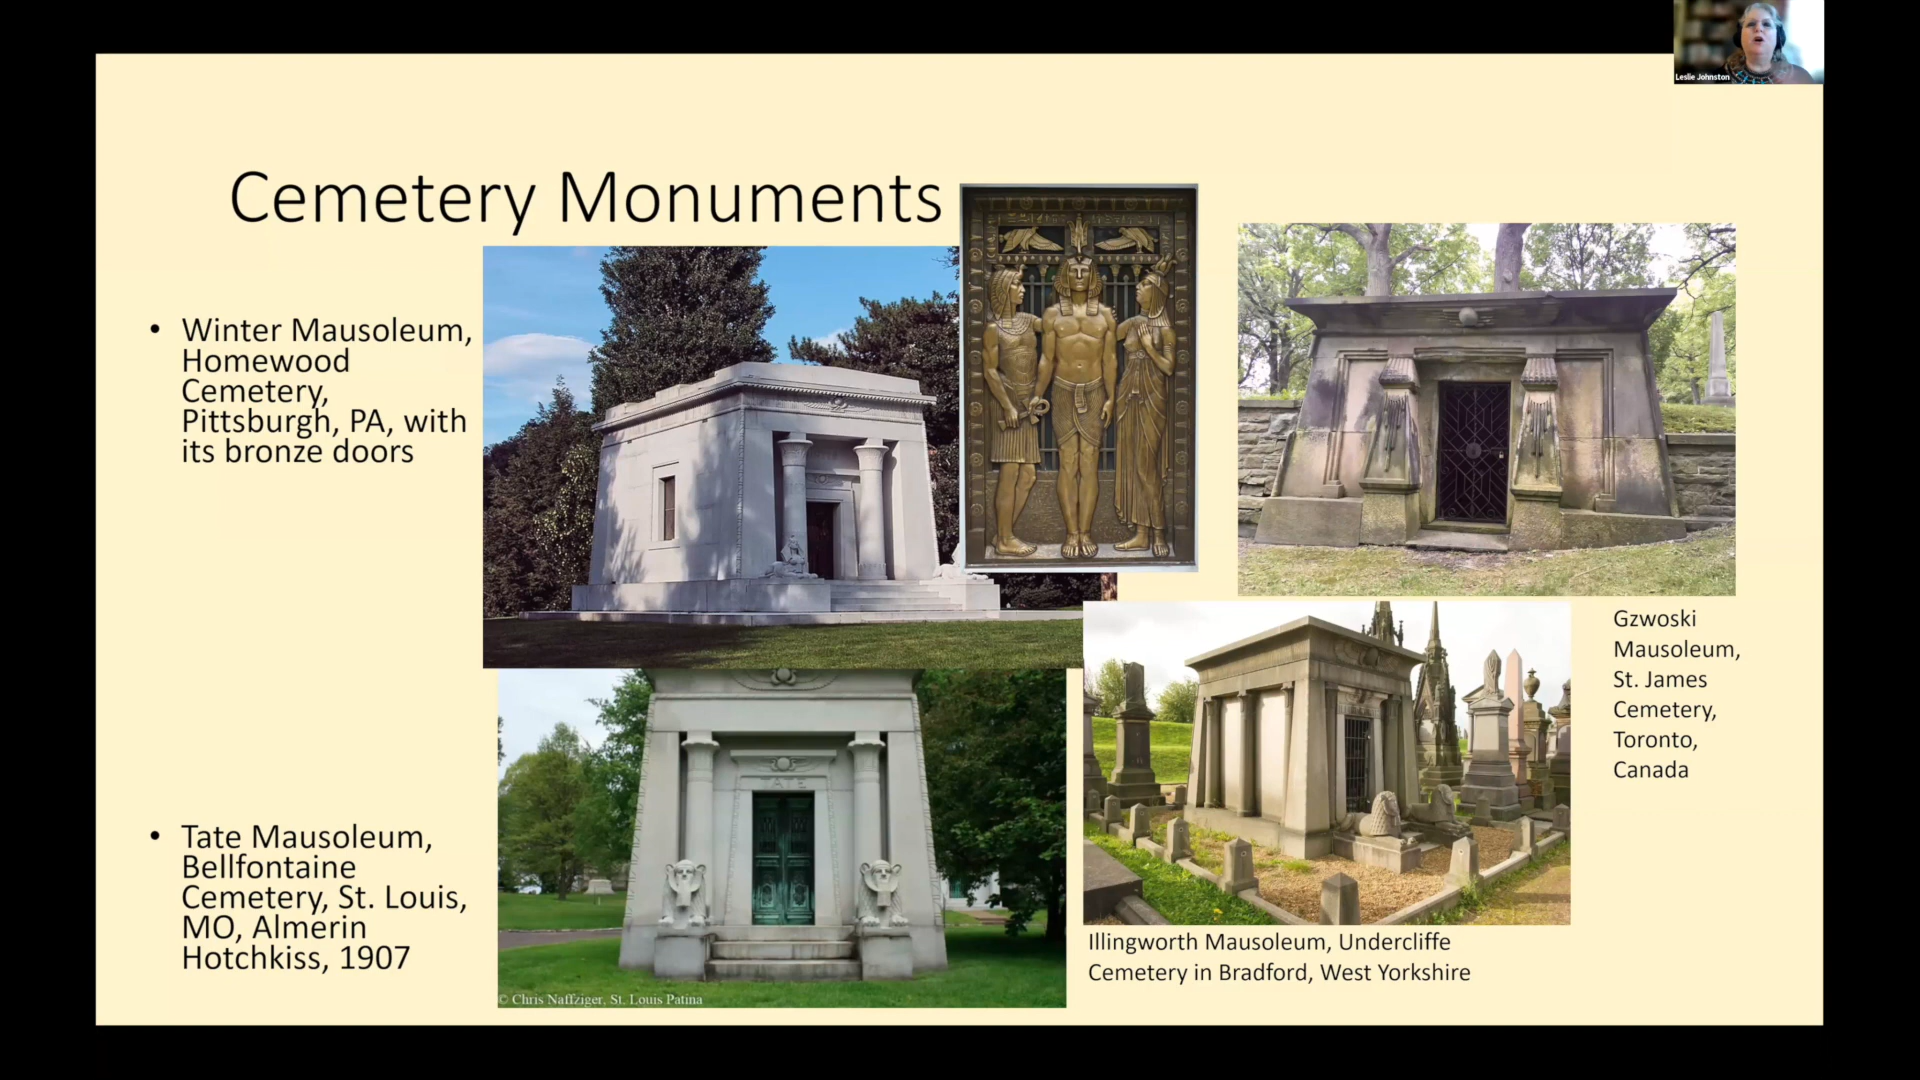 Leslie Johnston
Cemetery Monuments
• Winter Mausoleum,
Homewood
Cemetery,
Pittsburgh, PA, with
its bronze doors
• Tate Mausoleum,
Bellfontaine
Cemetery, St. Louis,
MO, Almerin
Hotchkiss, 1907
TATE
© Chris Naffziger, St. Louis Patina
Gzwoski
Mausoleum,
St. James
Cemetery,
Toronto,
Canada
Illingworth Mausoleum, Undercliffe
Cemetery in Bradford, West Yorkshire